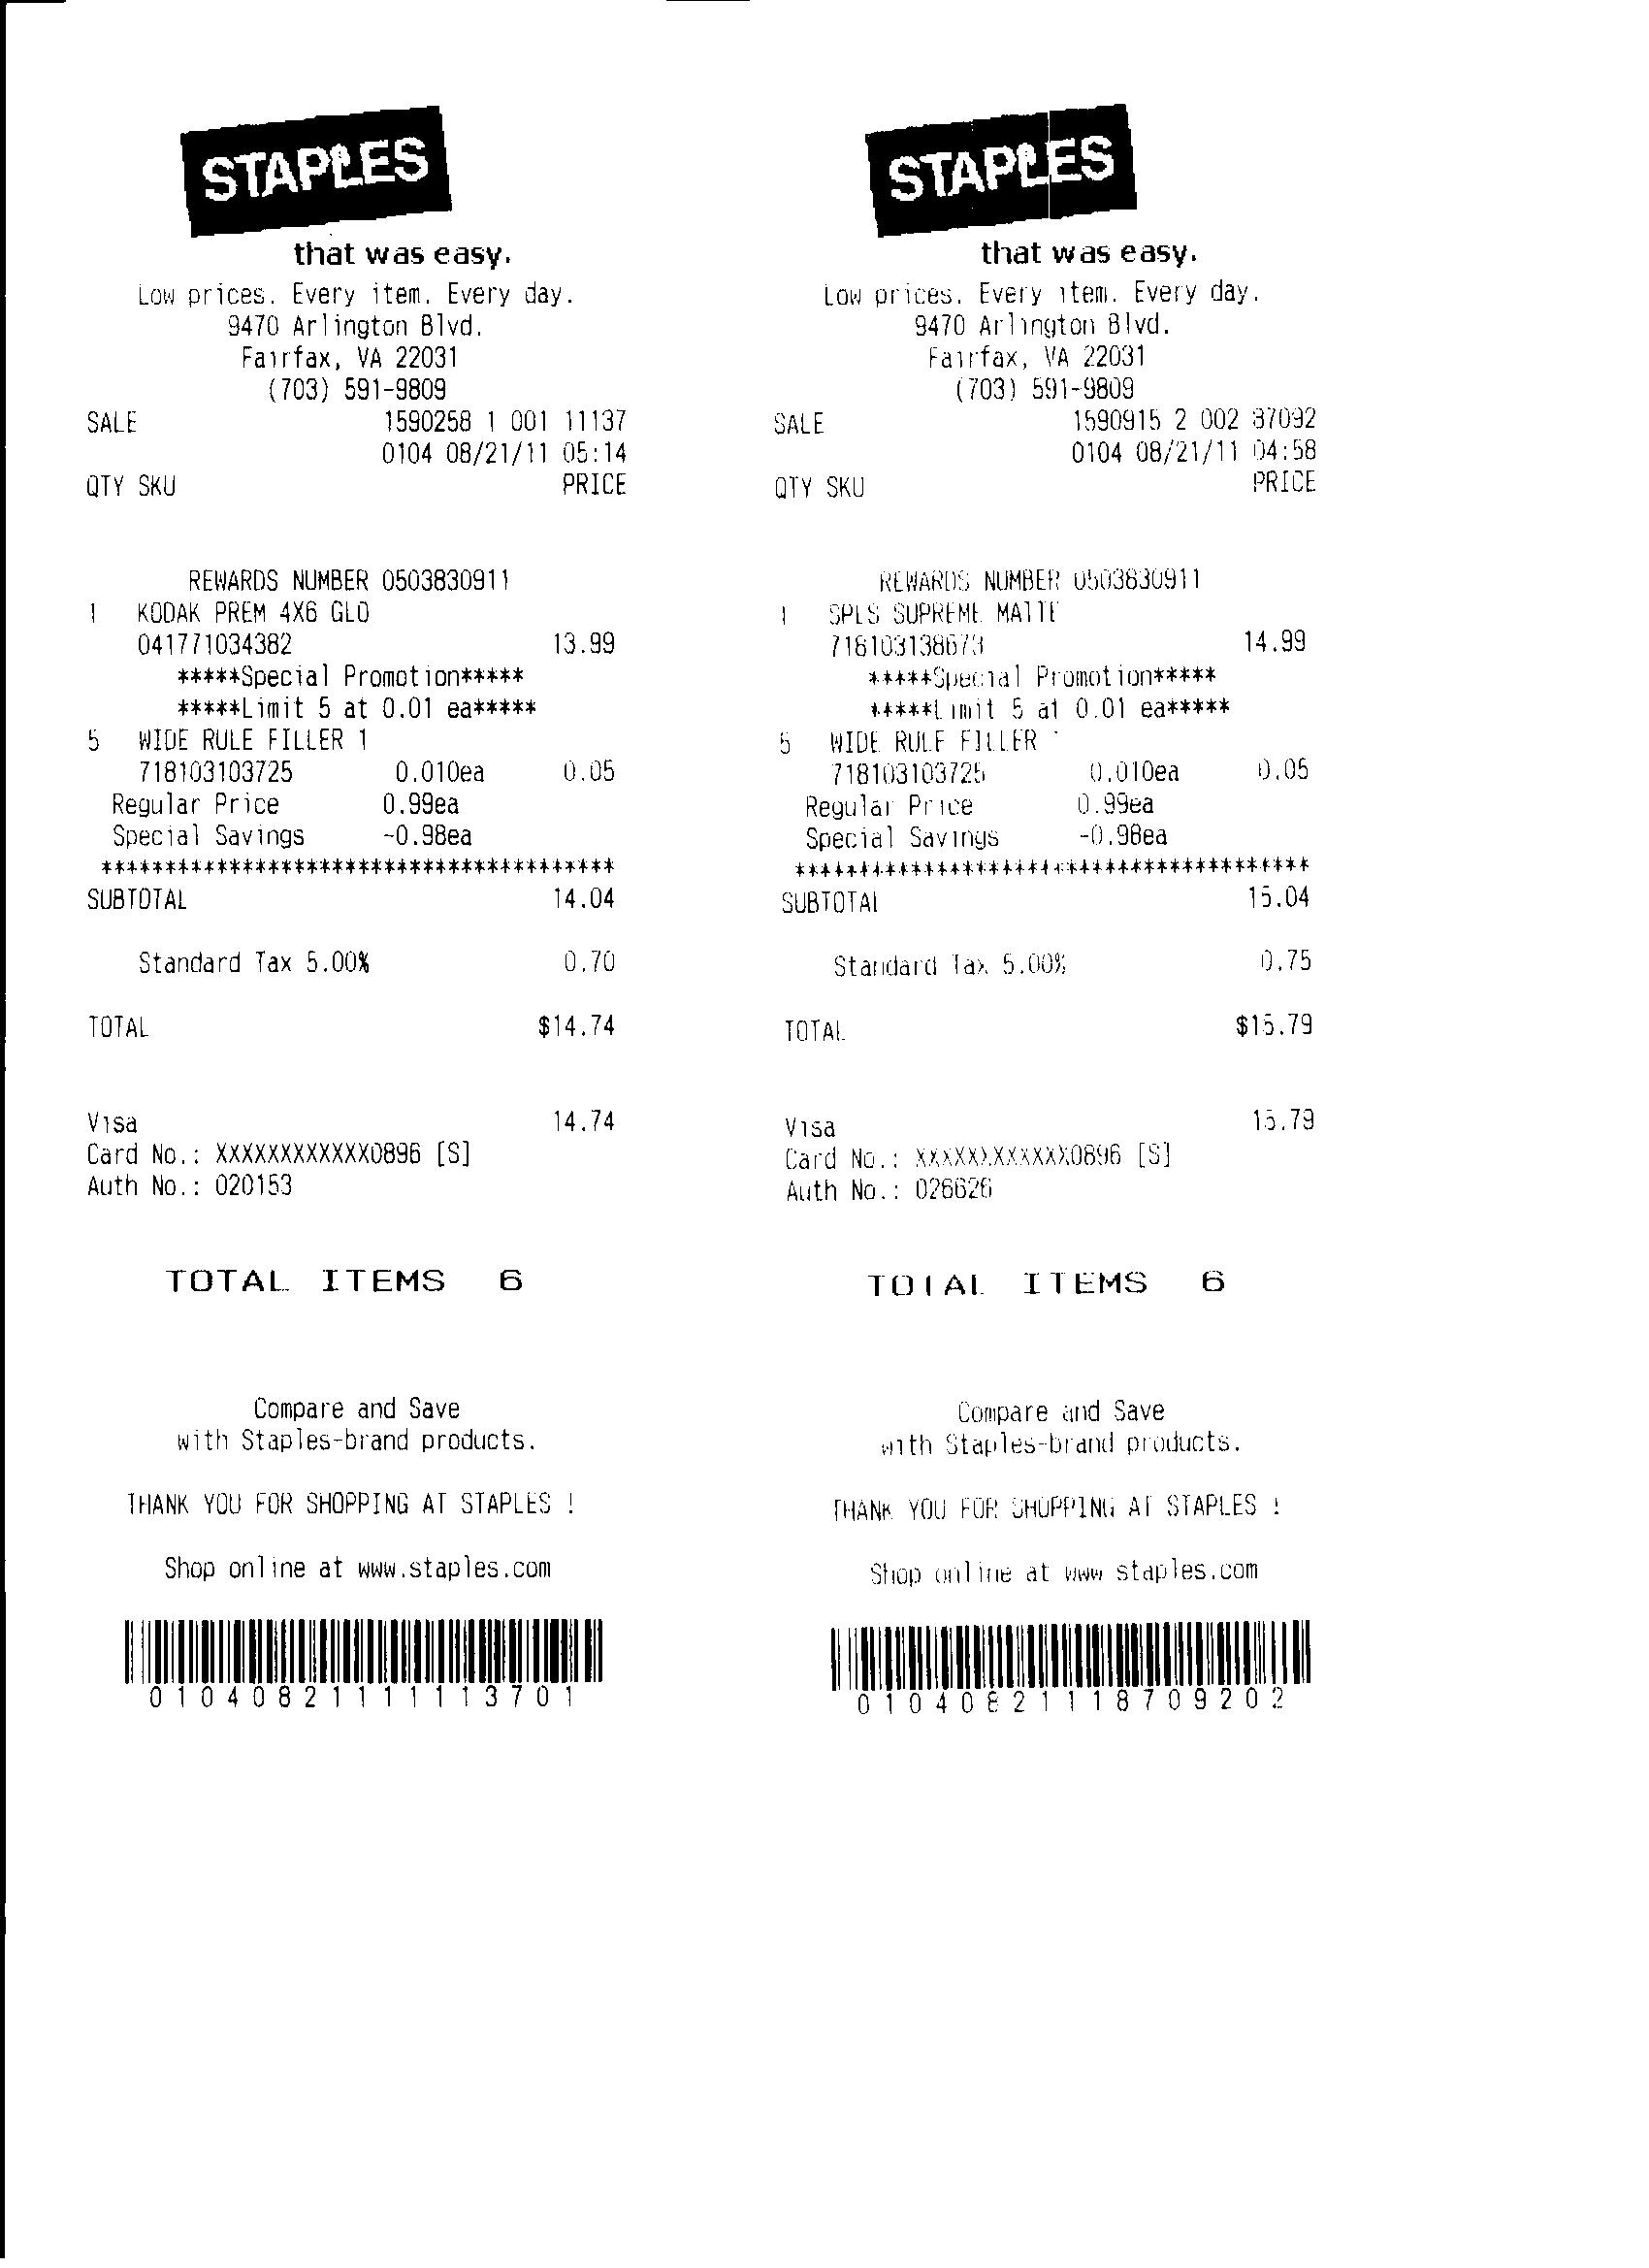 STAPLES
that was easy.
Low prices. Every item. Every day.
9470 Arlington Blvd.
Fairfax, VA 22031
(703) 591-9809
SALE 1590258 1 001 11137
0104 08/21/11 05:14
QTY SKU PRICE
REWARDS NUMBER 0503830911
1 KODAK PREM 4X6 GLO
041771034382 13.99
*****Special Promotion*****
*****Limit 5 at 0.01 ea*****
5 WIDE RULE FILLER 1
718103103725 0.010ea 0.05
Regular Price 0.99ea
Special Savings -0.98ea
****************************************
SUBTOTAL 14.04
Standard Tax 5.00% 0.70
TOTAL $14.74
Visa 14.74
Card No.: XXXXXXXXXXXX0896 [S]
Auth No.: 020153
TOTAL ITEMS 6
Compare and Save
with Staples-brand products.
THANK YOU FOR SHOPPING AT STAPLES !
Shop online at www.staples.com
0 1 0 4 0 8 2 1 1 1 1 1 1 3 7 0 1
STAPLES
that was easy.
Low prices. Every item. Every day.
9470 Arlington Blvd.
Fairfax, VA 22031
(703) 591-9809
SALE 1590915 2 002 87092
0104 08/21/11 04:58
QTY SKU PRICE
REWARDS NUMBER 0503830911
1 SPLS SUPREME MATTE
718103138673 14.99
*****Special Promotion*****
*****Limit 5 at 0.01 ea*****
5 WIDE RULE FILLER
718103103725 0.010ea 0.05
Regular Price 0.99ea
Special Savings -0.98ea
****************************************
SUBTOTAL 15.04
Standard Tax 5.00% 0.75
TOTAL $15.79
Visa 15.79
Card No.: XXXXXXXXXXXX0896 [S]
Auth No.: 026626
TOTAL ITEMS 6
Compare and Save
with Staples-brand products.
THANK YOU FOR SHOPPING AT STAPLES !
Shop online at www.staples.com
0 1 0 4 0 8 2 1 1 1 8 7 0 9 2 0 2